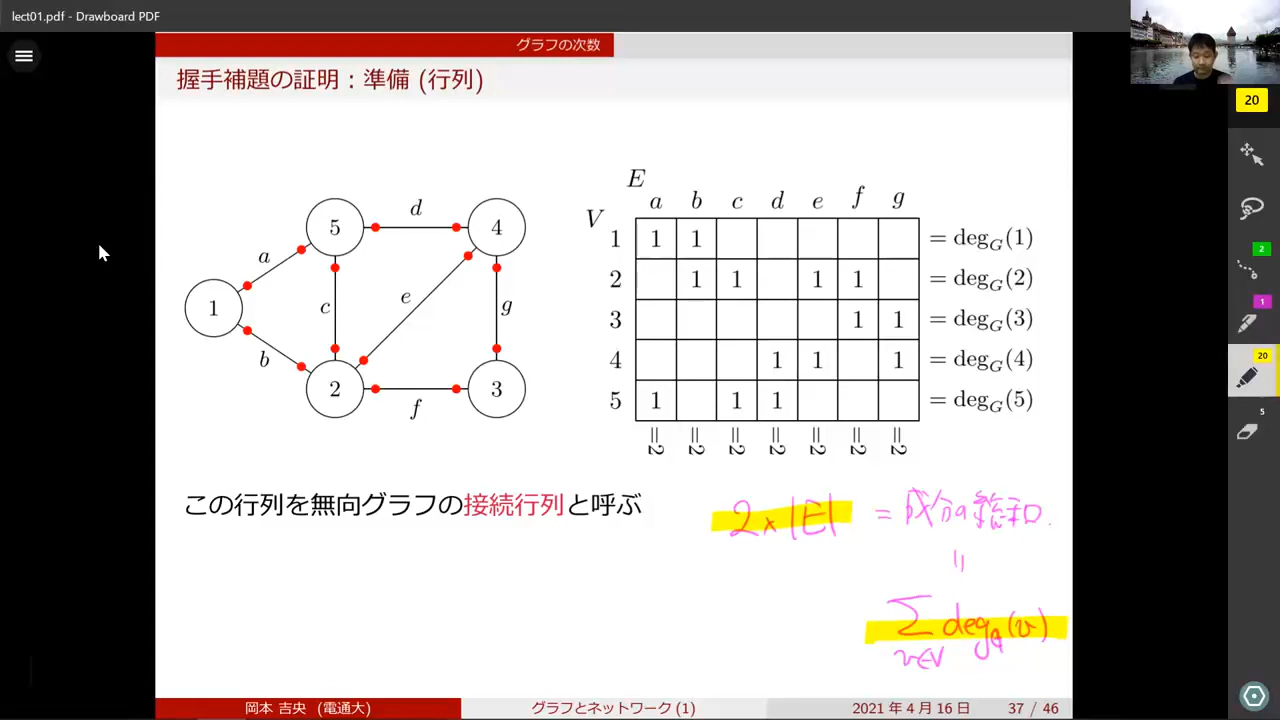 lect01.pdf - Drawboard PDF
グラフの次数
握手補題の証明：準備 (行列)
5 d 4
a
1 c e g
b
2 f 3
E
a b c d e f g
V
1 1 1 = deg_G(1)
2 1 1 1 1 = deg_G(2)
3 1 1 = deg_G(3)
4 1 1 1 = deg_G(4)
5 1 1 1 = deg_G(5)
=2 =2 =2 =2 =2 =2 =2
この行列を無向グラフの接続行列と呼ぶ
2×|E| = 成分の総和.
=
Σ deg_G(v)
v∈V
岡本 吉央 (電通大) グラフとネットワーク (1) 2021 年 4 月 16 日 37 / 46
20
2
1
20
5